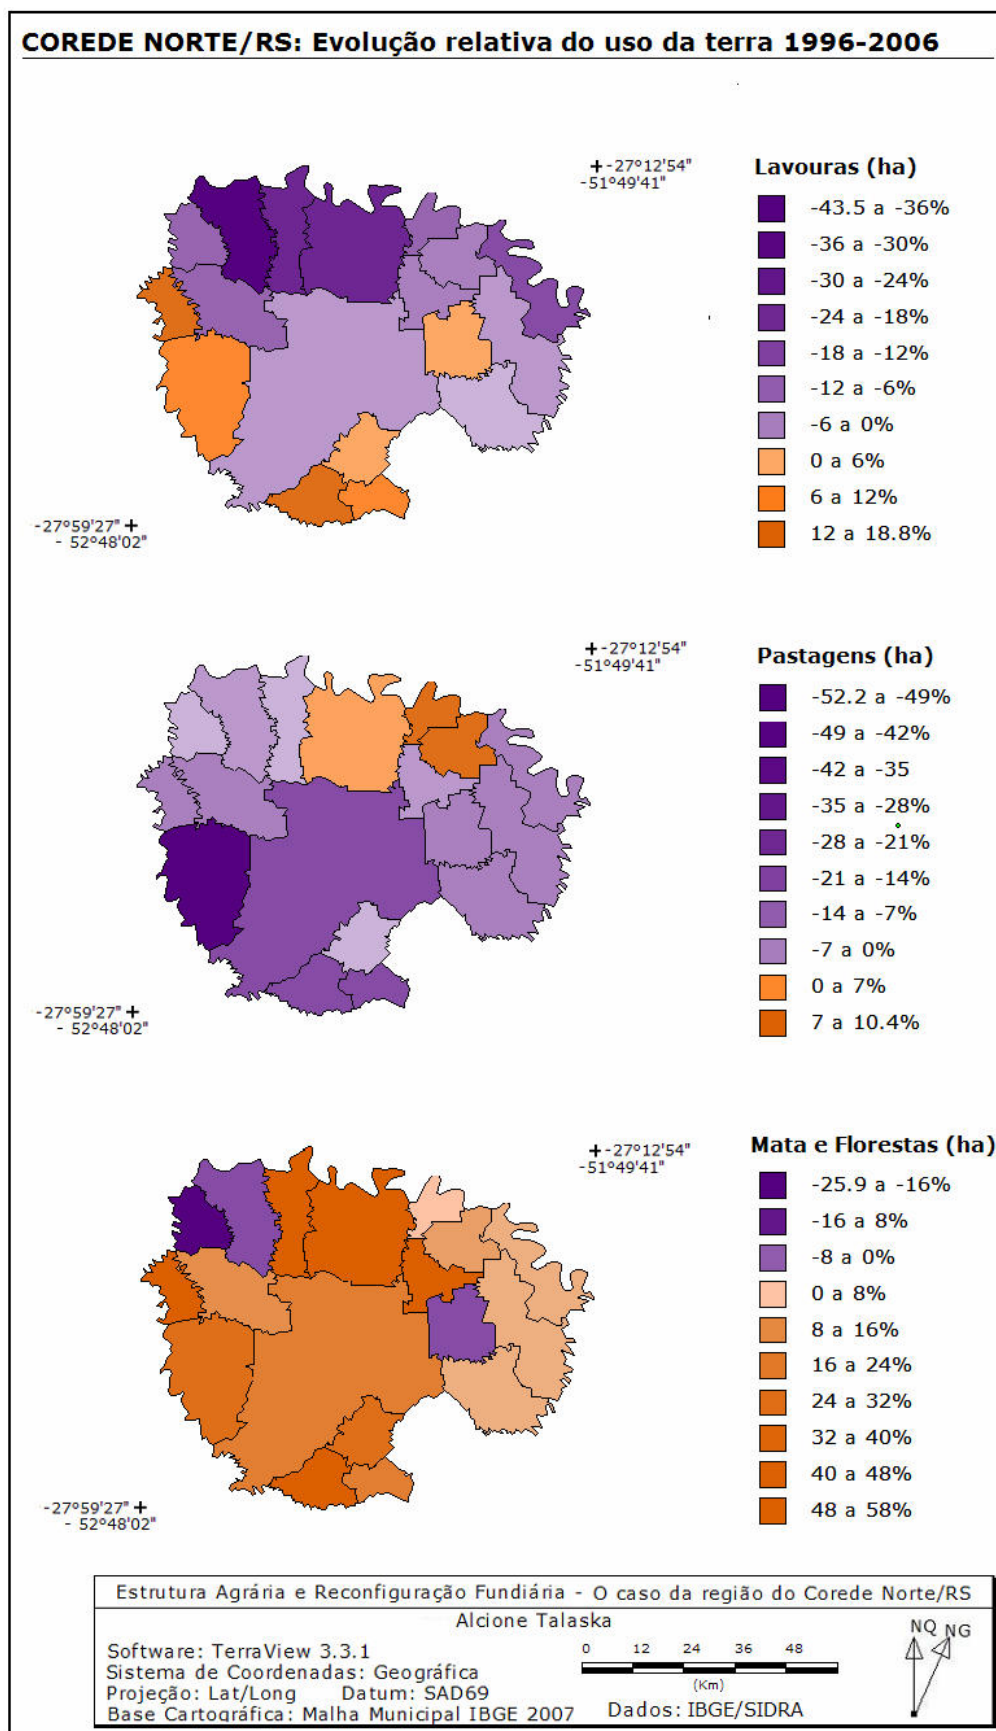 COREDE NORTE/RS: Evolução relativa do uso da terra 1996-2006
-27°12'54"
-51°49'41"
Lavouras (ha)
-43.5 a -36%
-36 a -30%
-30 a -24%
-24 a -18%
-18 a -12%
-12 a -6%
-6 a 0%
0 a 6%
6 a 12%
12 a 18.8%
-27°59'27"
- 52°48'02"
-27°12'54"
-51°49'41"
Pastagens (ha)
-52.2 a -49%
-49 a -42%
-42 a -35
-35 a -28%
-28 a -21%
-21 a -14%
-14 a -7%
-7 a 0%
0 a 7%
7 a 10.4%
-27°59'27"
- 52°48'02"
-27°12'54"
-51°49'41"
Mata e Florestas (ha)
-25.9 a -16%
-16 a 8%
-8 a 0%
0 a 8%
8 a 16%
16 a 24%
24 a 32%
32 a 40%
40 a 48%
48 a 58%
-27°59'27"
- 52°48'02"
Estrutura Agrária e Reconfiguração Fundiária - O caso da região do Corede Norte/RS
Alcione Talaska
Software: TerraView 3.3.1
Sistema de Coordenadas: Geográfica
Projeção: Lat/Long Datum: SAD69
Base Cartográfica: Malha Municipal IBGE 2007
0 12 24 36 48
(Km)
Dados: IBGE/SIDRA
NQ NG